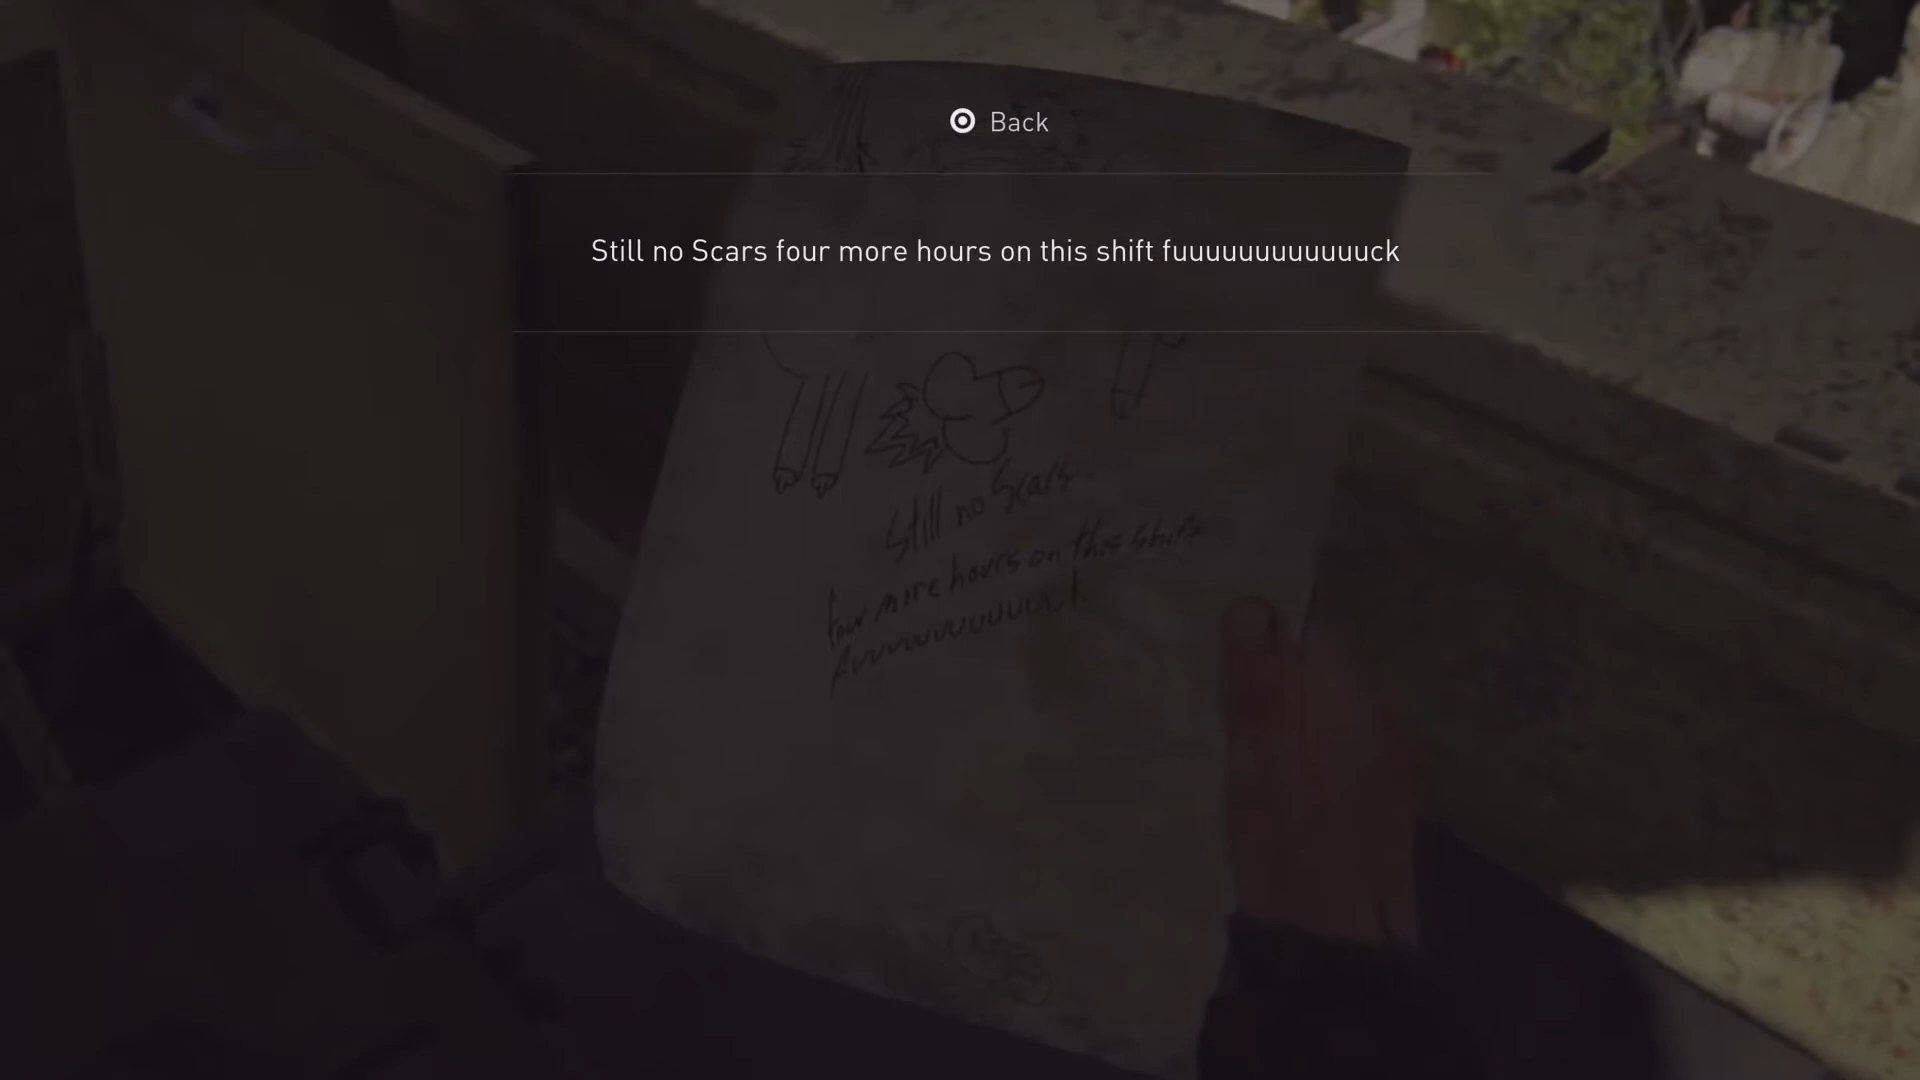 Back
Still no Scars four more hours on this shift fuuuuuuuuuuuuck
Still no Scars
four more hours on this shift